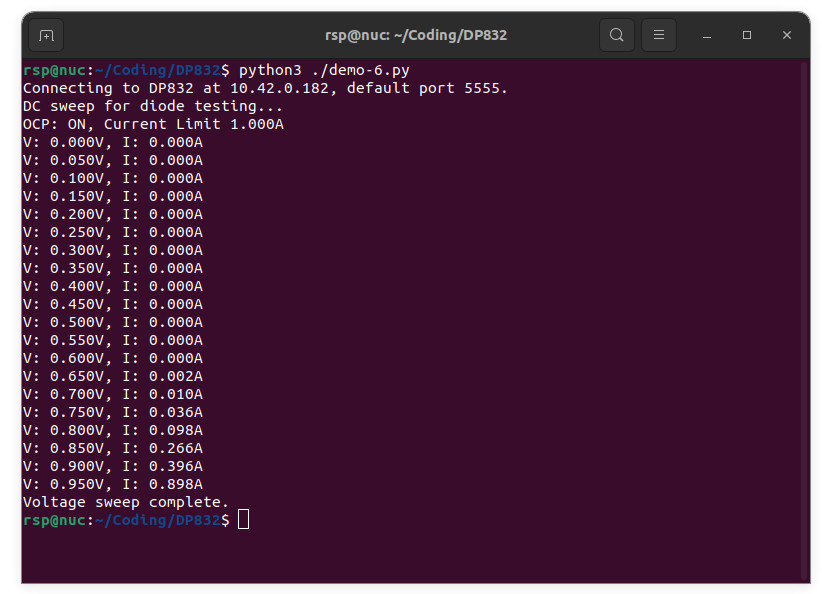 rsp@nuc: ~/Coding/DP832
rsp@nuc:~/Coding/DP832$ python3 ./demo-6.py
Connecting to DP832 at 10.42.0.182, default port 5555.
DC sweep for diode testing...
OCP: ON, Current Limit 1.000A
V: 0.000V, I: 0.000A
V: 0.050V, I: 0.000A
V: 0.100V, I: 0.000A
V: 0.150V, I: 0.000A
V: 0.200V, I: 0.000A
V: 0.250V, I: 0.000A
V: 0.300V, I: 0.000A
V: 0.350V, I: 0.000A
V: 0.400V, I: 0.000A
V: 0.450V, I: 0.000A
V: 0.500V, I: 0.000A
V: 0.550V, I: 0.000A
V: 0.600V, I: 0.000A
V: 0.650V, I: 0.002A
V: 0.700V, I: 0.010A
V: 0.750V, I: 0.036A
V: 0.800V, I: 0.098A
V: 0.850V, I: 0.266A
V: 0.900V, I: 0.396A
V: 0.950V, I: 0.898A
Voltage sweep complete.
rsp@nuc:~/Coding/DP832$